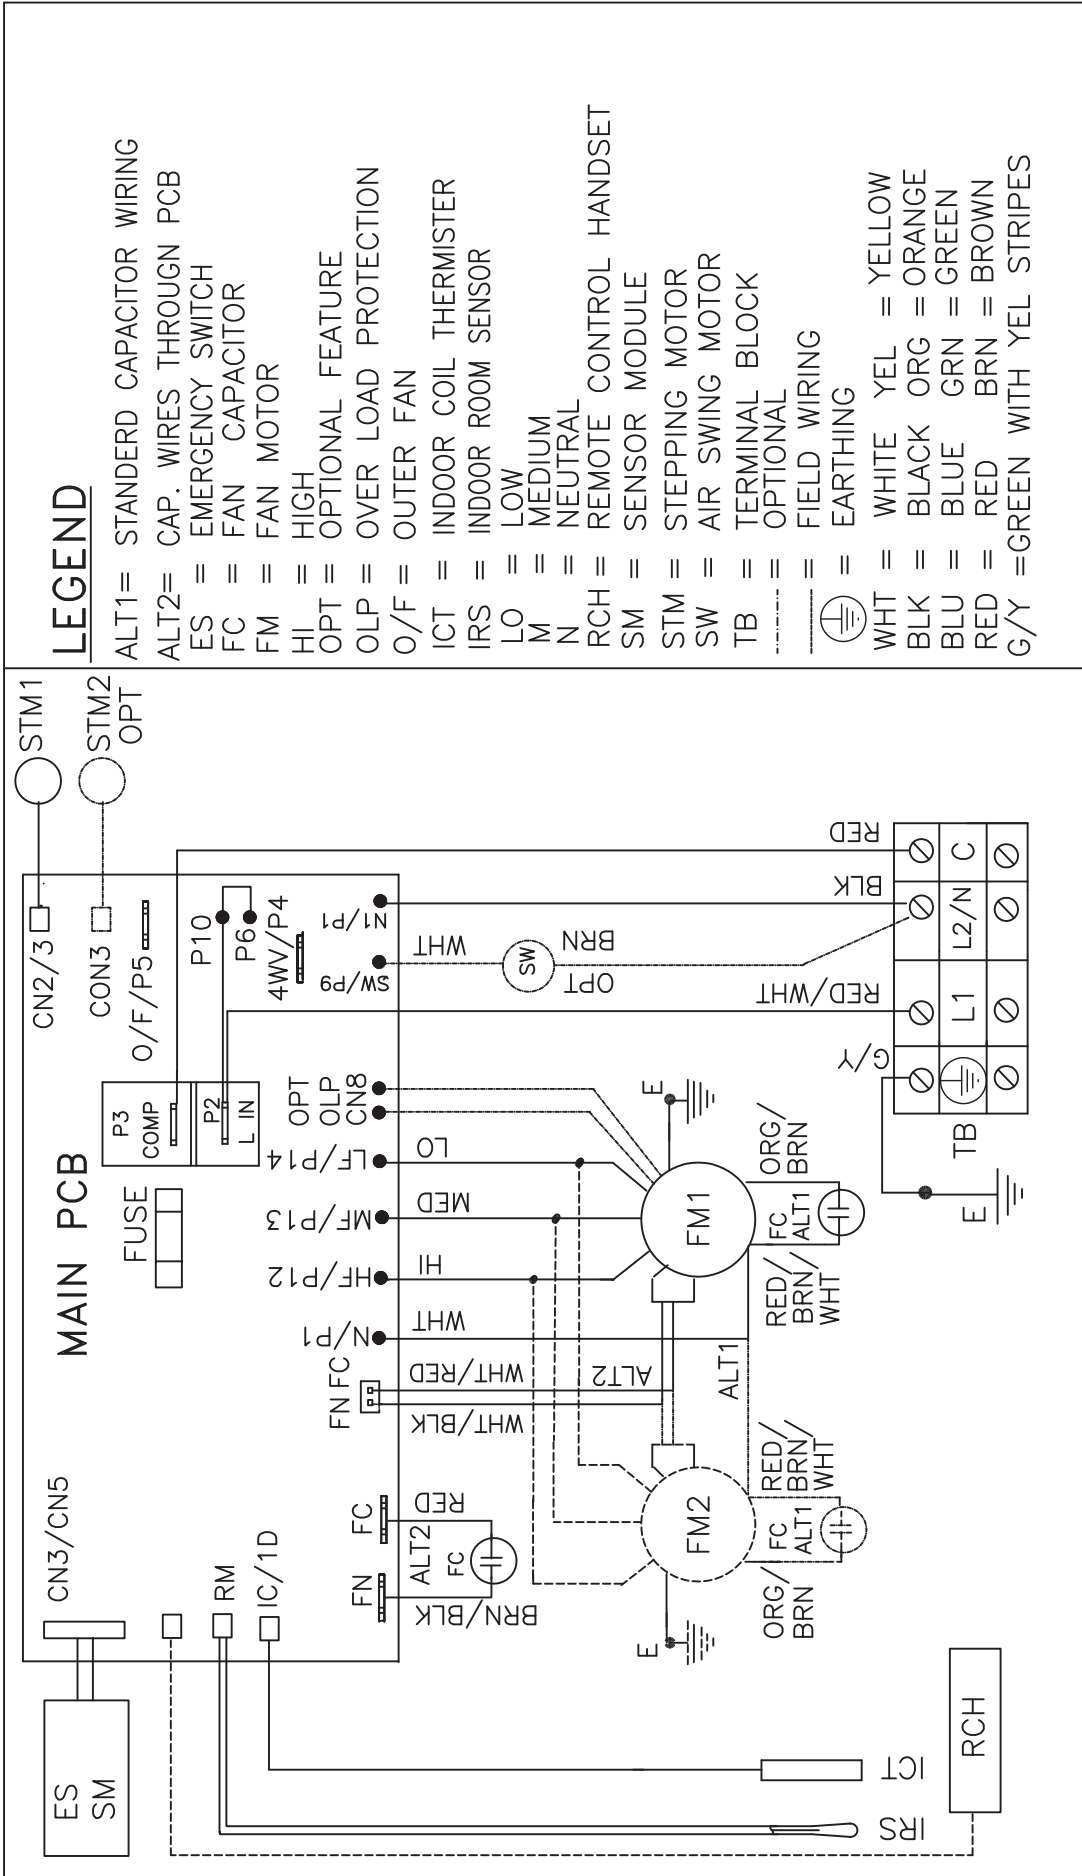 MAIN PCB
ES
SM
CN3/CN5
FUSE
P3
COMP
P2
L IN
CN2/3
CON3
O/F/P5
STM1
STM2
OPT
P10
P6
4WV/P4
RM
IC/1D
FN
FC
FN FC
N/P1
HF/P12
MF/P13
LF/P14
OPT
OLP
CN8
SW/P9
N1/P1
BRN/BLK
ALT2
FC
RED
WHT/BLK
WHT/RED
WHT
HI
MED
LO
WHT
SW
OPT
BRN
BLK
RED
RED/WHT
G/Y
ALT2
ALT1
E
FM2
ORG/
BRN
FC
ALT1
RED/
BRN/
WHT
FM1
E
RED/
BRN/
WHT
FC
ALT1
ORG/
BRN
E
TB
L1
L2/N
C
IRS
ICT
RCH
LEGEND
ALT1= STANDERD CAPACITOR WIRING
ALT2= CAP. WIRES THROUGN PCB
ES = EMERGENCY SWITCH
FC = FAN CAPACITOR
FM = FAN MOTOR
HI = HIGH
OPT = OPTIONAL FEATURE
OLP = OVER LOAD PROTECTION
O/F = OUTER FAN
ICT = INDOOR COIL THERMISTER
IRS = INDOOR ROOM SENSOR
LO = LOW
M = MEDIUM
N = NEUTRAL
RCH = REMOTE CONTROL HANDSET
SM = SENSOR MODULE
STM = STEPPING MOTOR
SW = AIR SWING MOTOR
TB = TERMINAL BLOCK
= OPTIONAL
= FIELD WIRING
= EARTHING
WHT = WHITE YEL = YELLOW
BLK = BLACK ORG = ORANGE
BLU = BLUE GRN = GREEN
RED = RED BRN = BROWN
G/Y =GREEN WITH YEL STRIPES